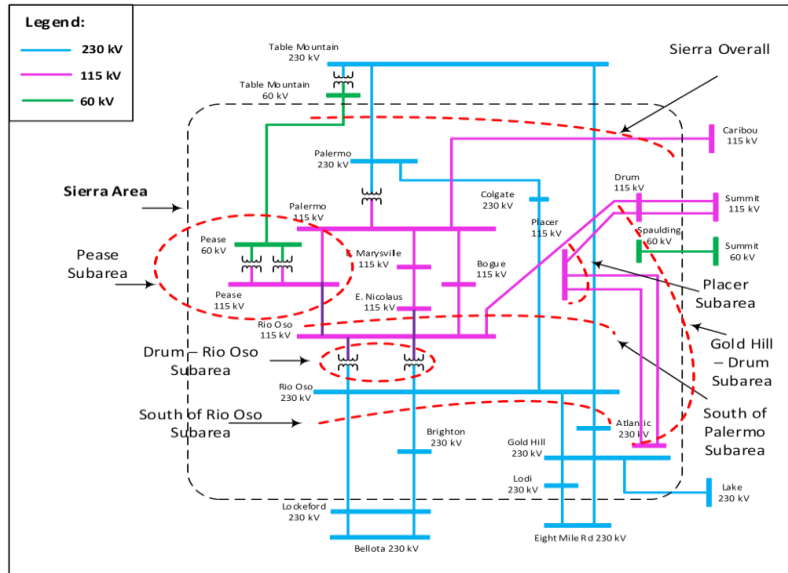 Legend:
230 kV
115 kV
60 kV
Table Mountain
230 kV
Table Mountain
60 kV
Sierra Overall
Caribou
115 kV
Palermo
230 kV
Colgate
230 kV
Drum
115 kV
Summit
115 kV
Sierra Area
Palermo
115 kV
Placer
115 kV
Spaulding
60 kV
Summit
60 kV
Pease
60 kV
Marysville
115 kV
Bogue
115 kV
Pease
Subarea
Placer
Subarea
Pease
115 kV
E. Nicolaus
115 kV
Rio Oso
115 kV
Gold Hill
– Drum
Subarea
Drum – Rio Oso
Subarea
Rio Oso
230 kV
South of Rio Oso
Subarea
South of
Palermo
Subarea
Atlantic
230 kV
Brighton
230 kV
Gold Hill
230 kV
Lodi
230 kV
Lake
230 kV
Lockeford
230 kV
Bellota 230 kV
Eight Mile Rd 230 kV